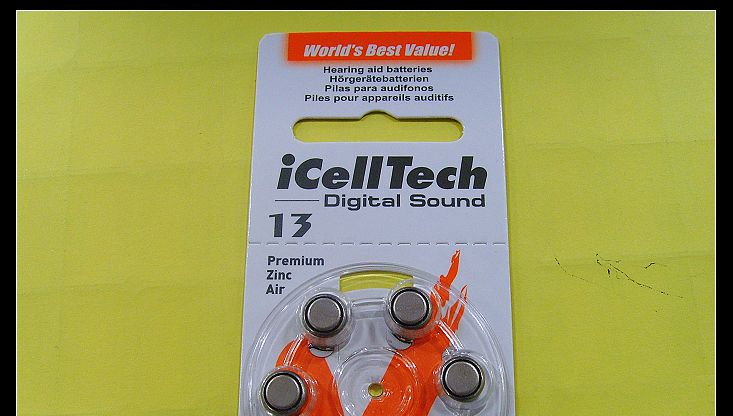 World's Best Value!
Hearing aid batteries
Hörgerätebatterien
Pilas para audifonos
Piles pour appareils auditifs
iCellTech
Digital Sound
13
Premium
Zinc
Air